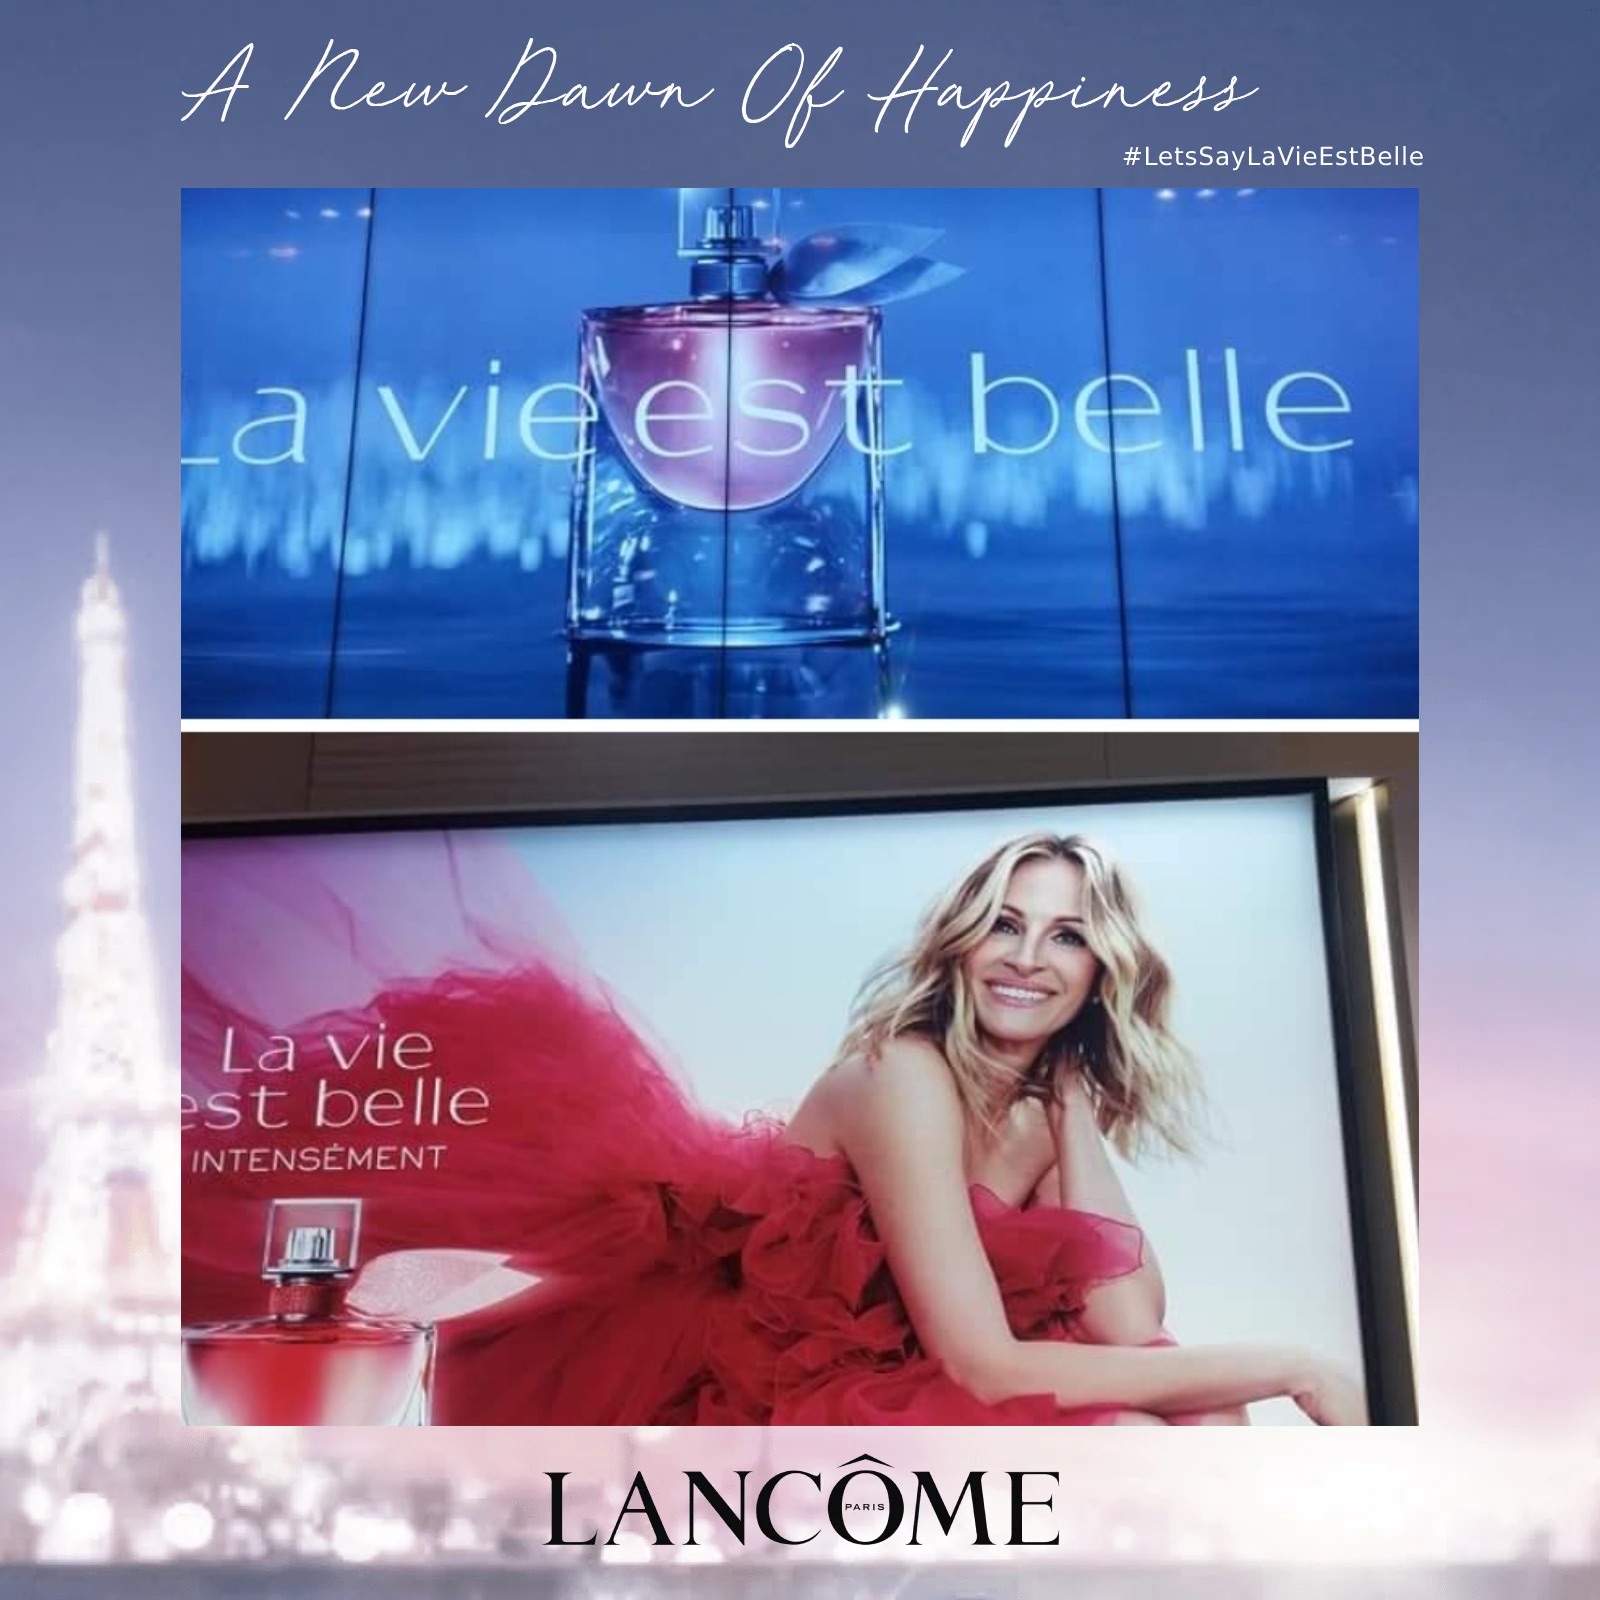 A New Dawn Of Happiness
#LetsSayLaVieEstBelle
La vie est belle
La vie
est belle
INTENSÉMENT
LANCÔME
PARIS